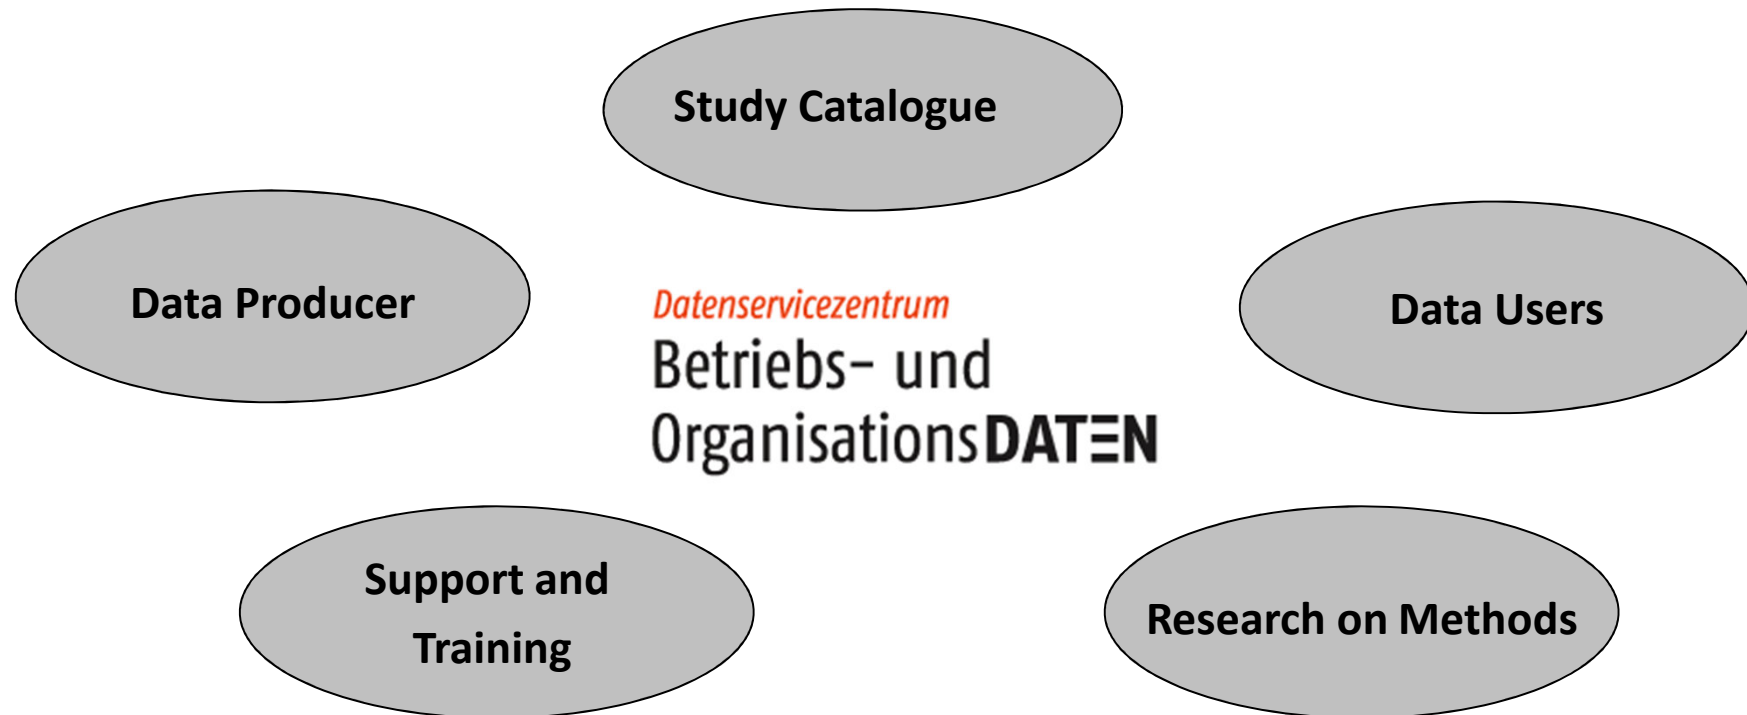 Study Catalogue
Data Producer
Data Users
Datenservicezentrum
Betriebs- und
OrganisationsDATEN
Support and
Training
Research on Methods